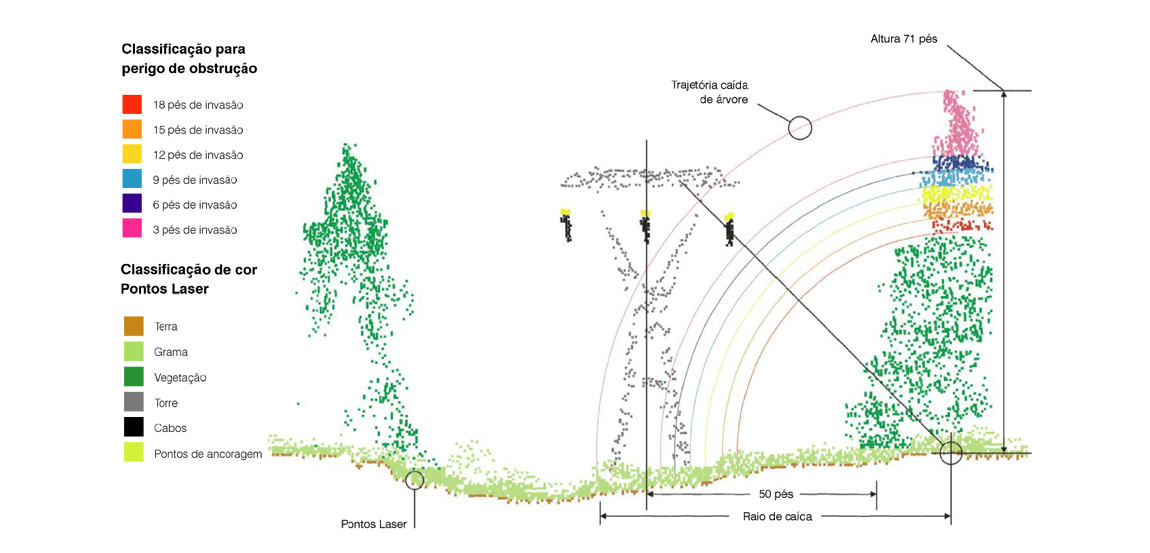 Classificação para
perigo de obstrução
18 pés de invasão
15 pés de invasão
12 pés de invasão
9 pés de invasão
6 pés de invasão
3 pés de invasão
Classificação de cor
Pontos Laser
Terra
Grama
Vegetação
Torre
Cabos
Pontos de ancoragem
Altura 71 pés
Trajetória caída
de árvore
50 pés
Raio de caída
Pontos Laser